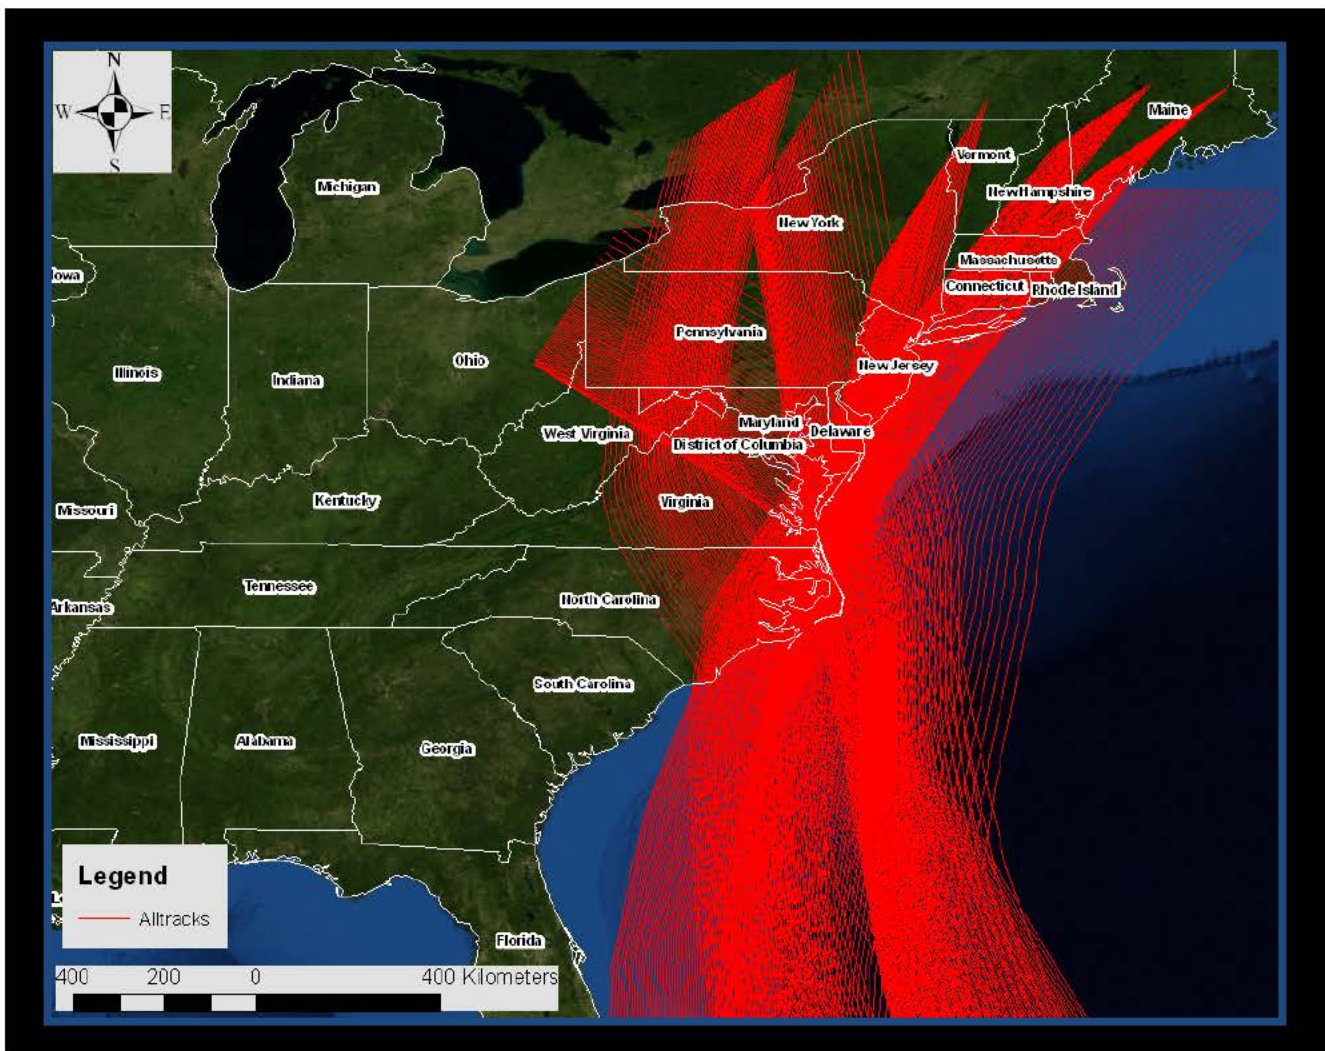 N
W E
S
Maine
Vermont
Michigan
New Hampshire
New York
Massachusetts
Iowa
Connecticut
Rhode Island
Pennsylvania
Ohio
New Jersey
Illinois
Indiana
Maryland
West Virginia
Delaware
District of Columbia
Kentucky
Virginia
Missouri
Tennessee
North Carolina
Arkansas
South Carolina
Mississippi
Alabama
Georgia
Legend
Alltracks
Florida
400 200 0 400 Kilometers